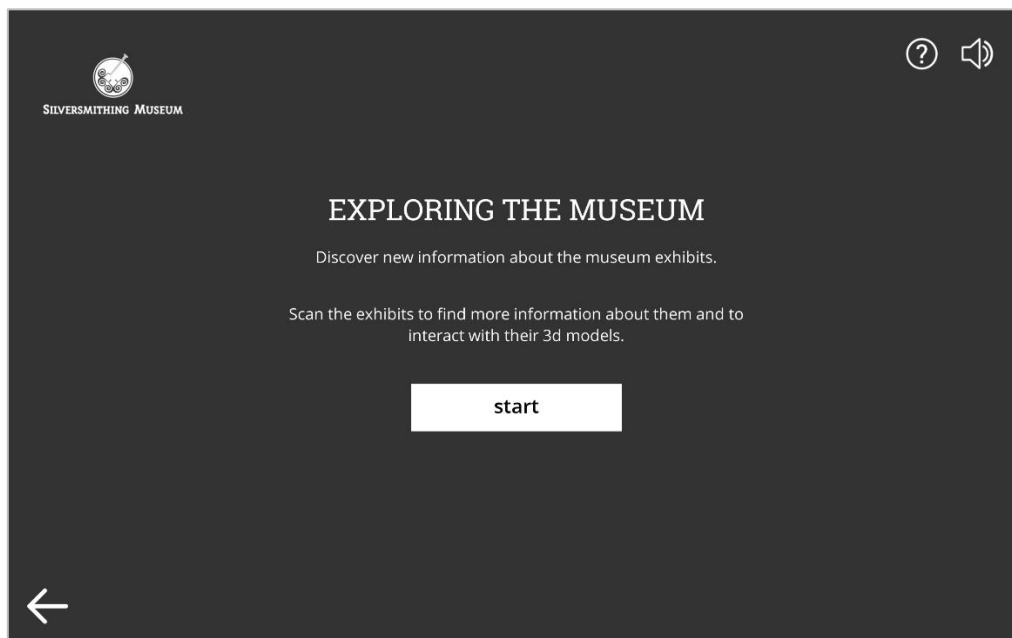 SILVERSMITHING MUSEUM
?
EXPLORING THE MUSEUM
Discover new information about the museum exhibits.
Scan the exhibits to find more information about them and to
interact with their 3d models.
start